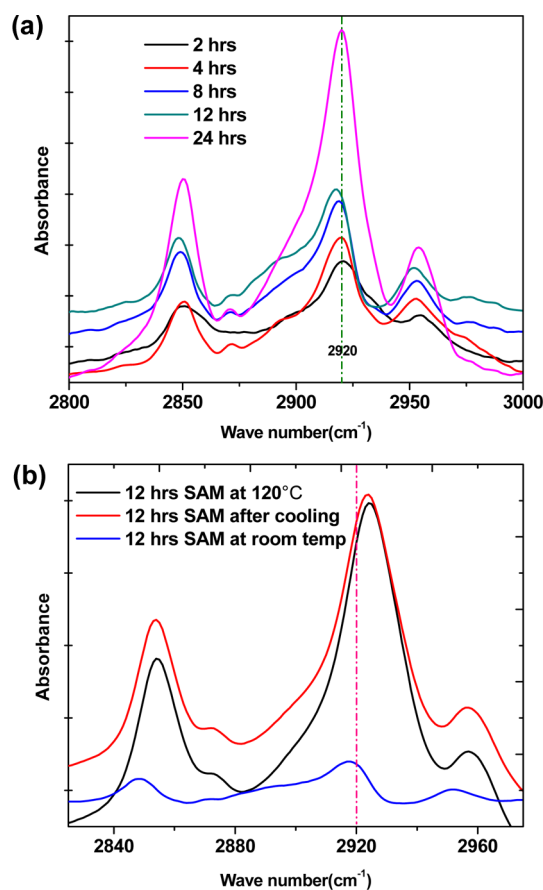 (a)
2 hrs
4 hrs
8 hrs
12 hrs
24 hrs
Absorbance
2920
2800 2850 2900 2950 3000
Wave number(cm⁻¹)
(b)
12 hrs SAM at 120°C
12 hrs SAM after cooling
12 hrs SAM at room temp
Absorbance
2840 2880 2920 2960
Wave number(cm⁻¹)